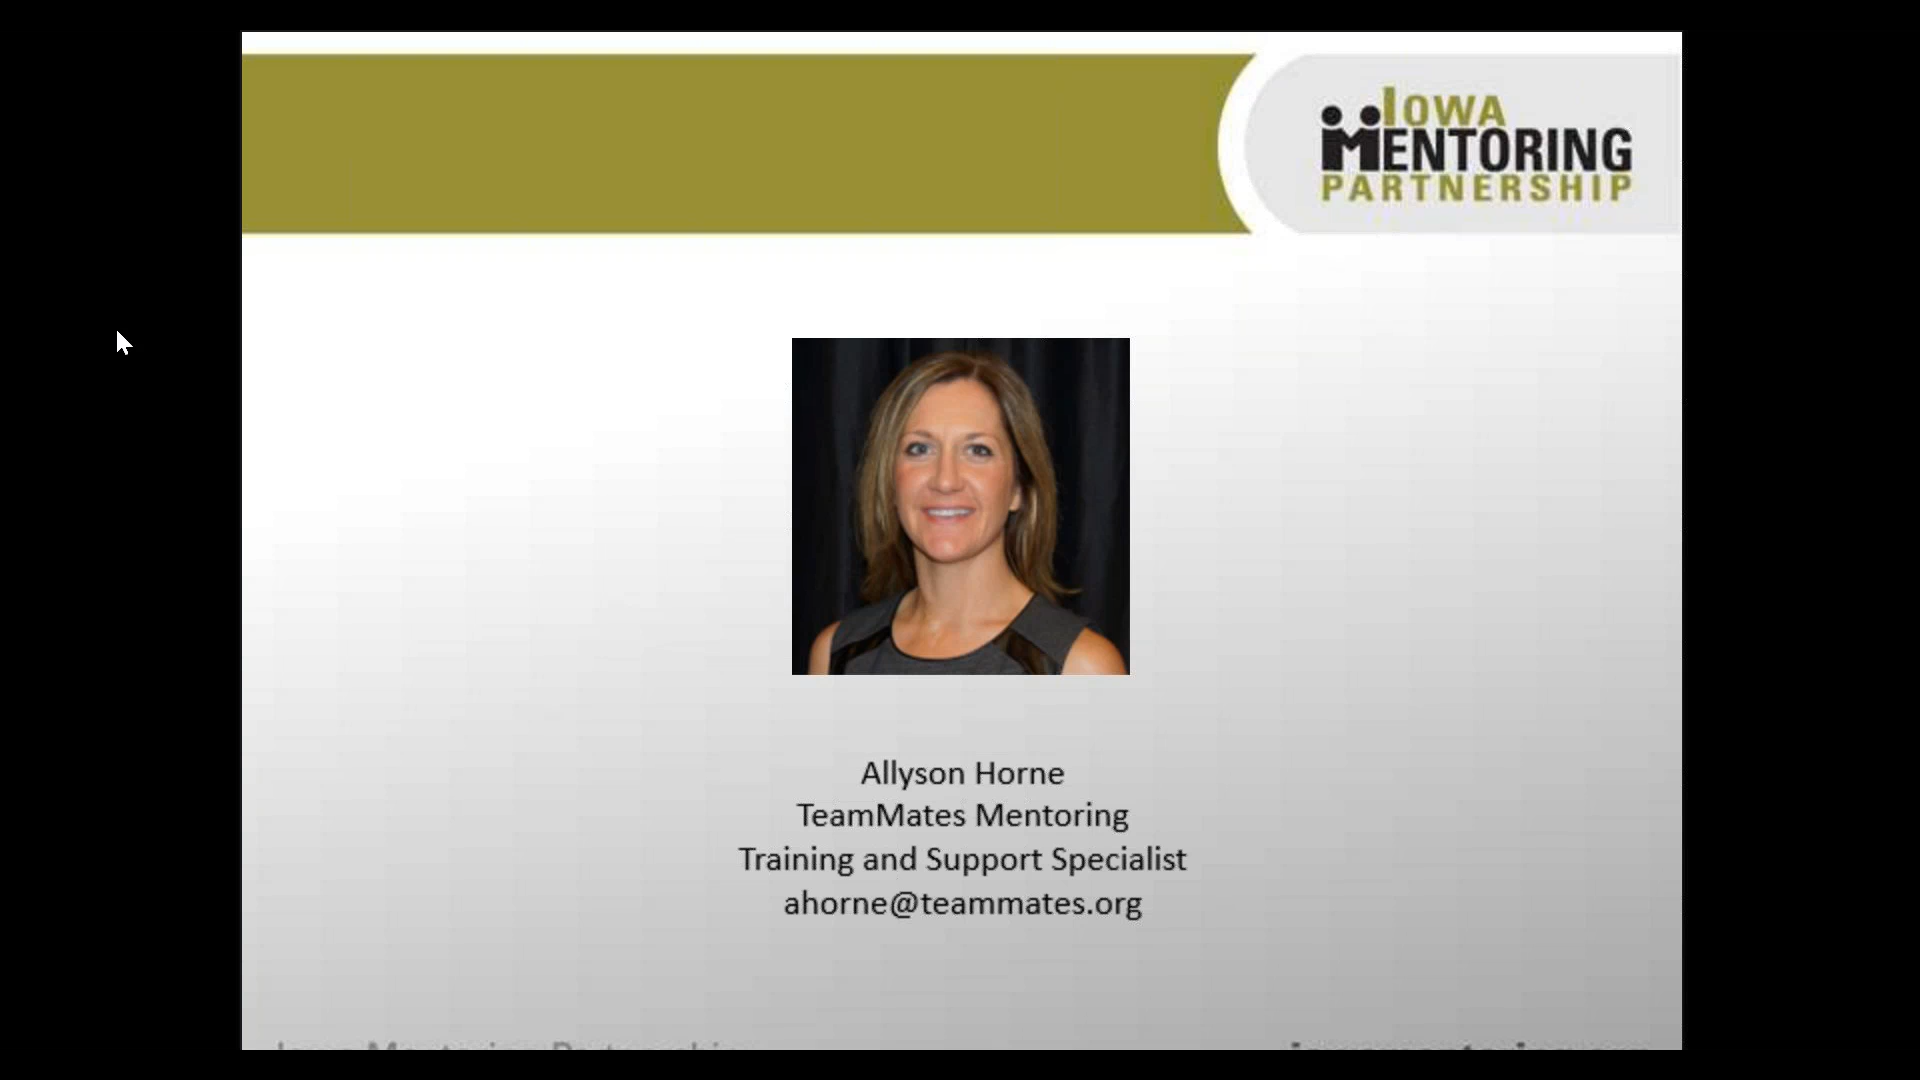 IOWA
MENTORING
PARTNERSHIP
Allyson Horne
TeamMates Mentoring
Training and Support Specialist
ahorne@teammates.org